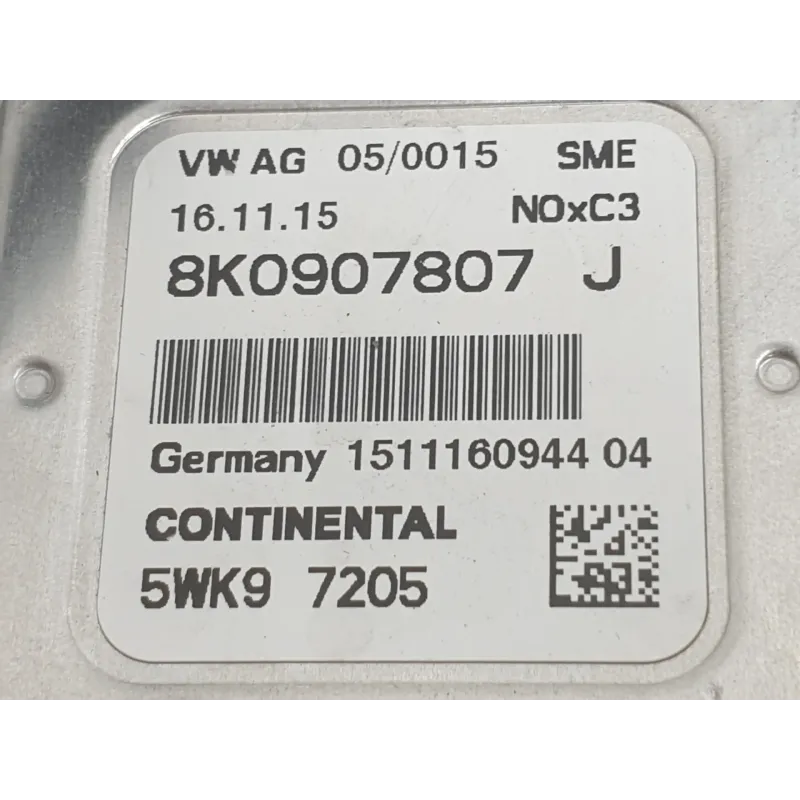 VW AG 05/0015 SME
16.11.15 NOxC3
8K0907807 J
Germany 1511160944 04
CONTINENTAL
5WK9 7205